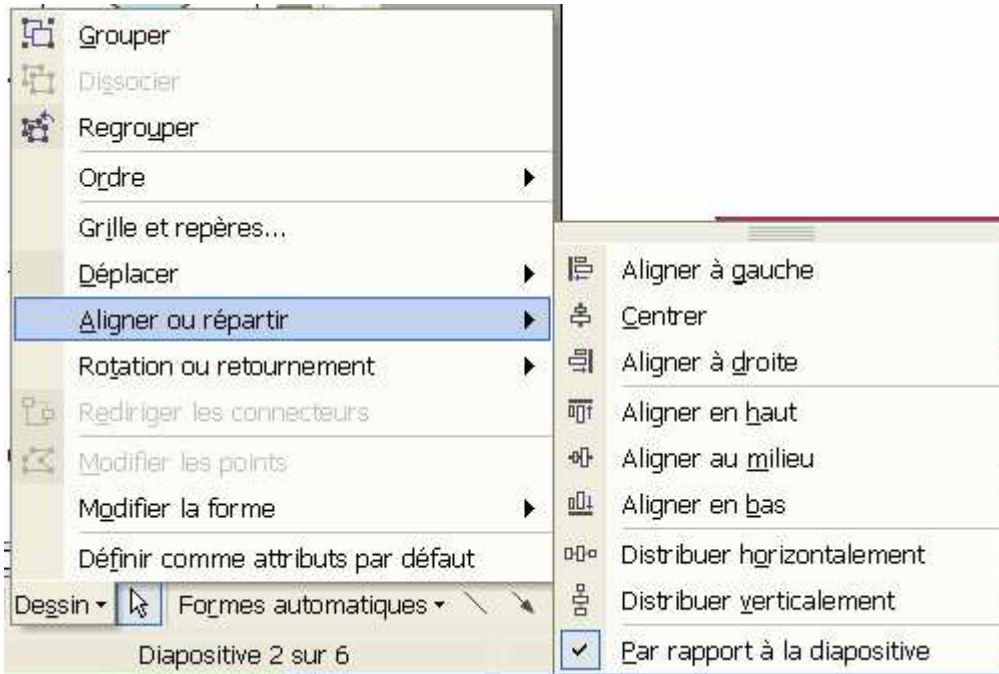 Grouper
Dissocier
Regrouper
Ordre
Grille et repères...
Déplacer
Aligner ou répartir
Rotation ou retournement
Rediriger les connecteurs
Modifier les points
Modifier la forme
Définir comme attributs par défaut
Aligner à gauche
Centrer
Aligner à droite
Aligner en haut
Aligner au milieu
Aligner en bas
Distribuer horizontalement
Distribuer verticalement
Par rapport à la diapositive
Dessin
Formes automatiques
Diapositive 2 sur 6